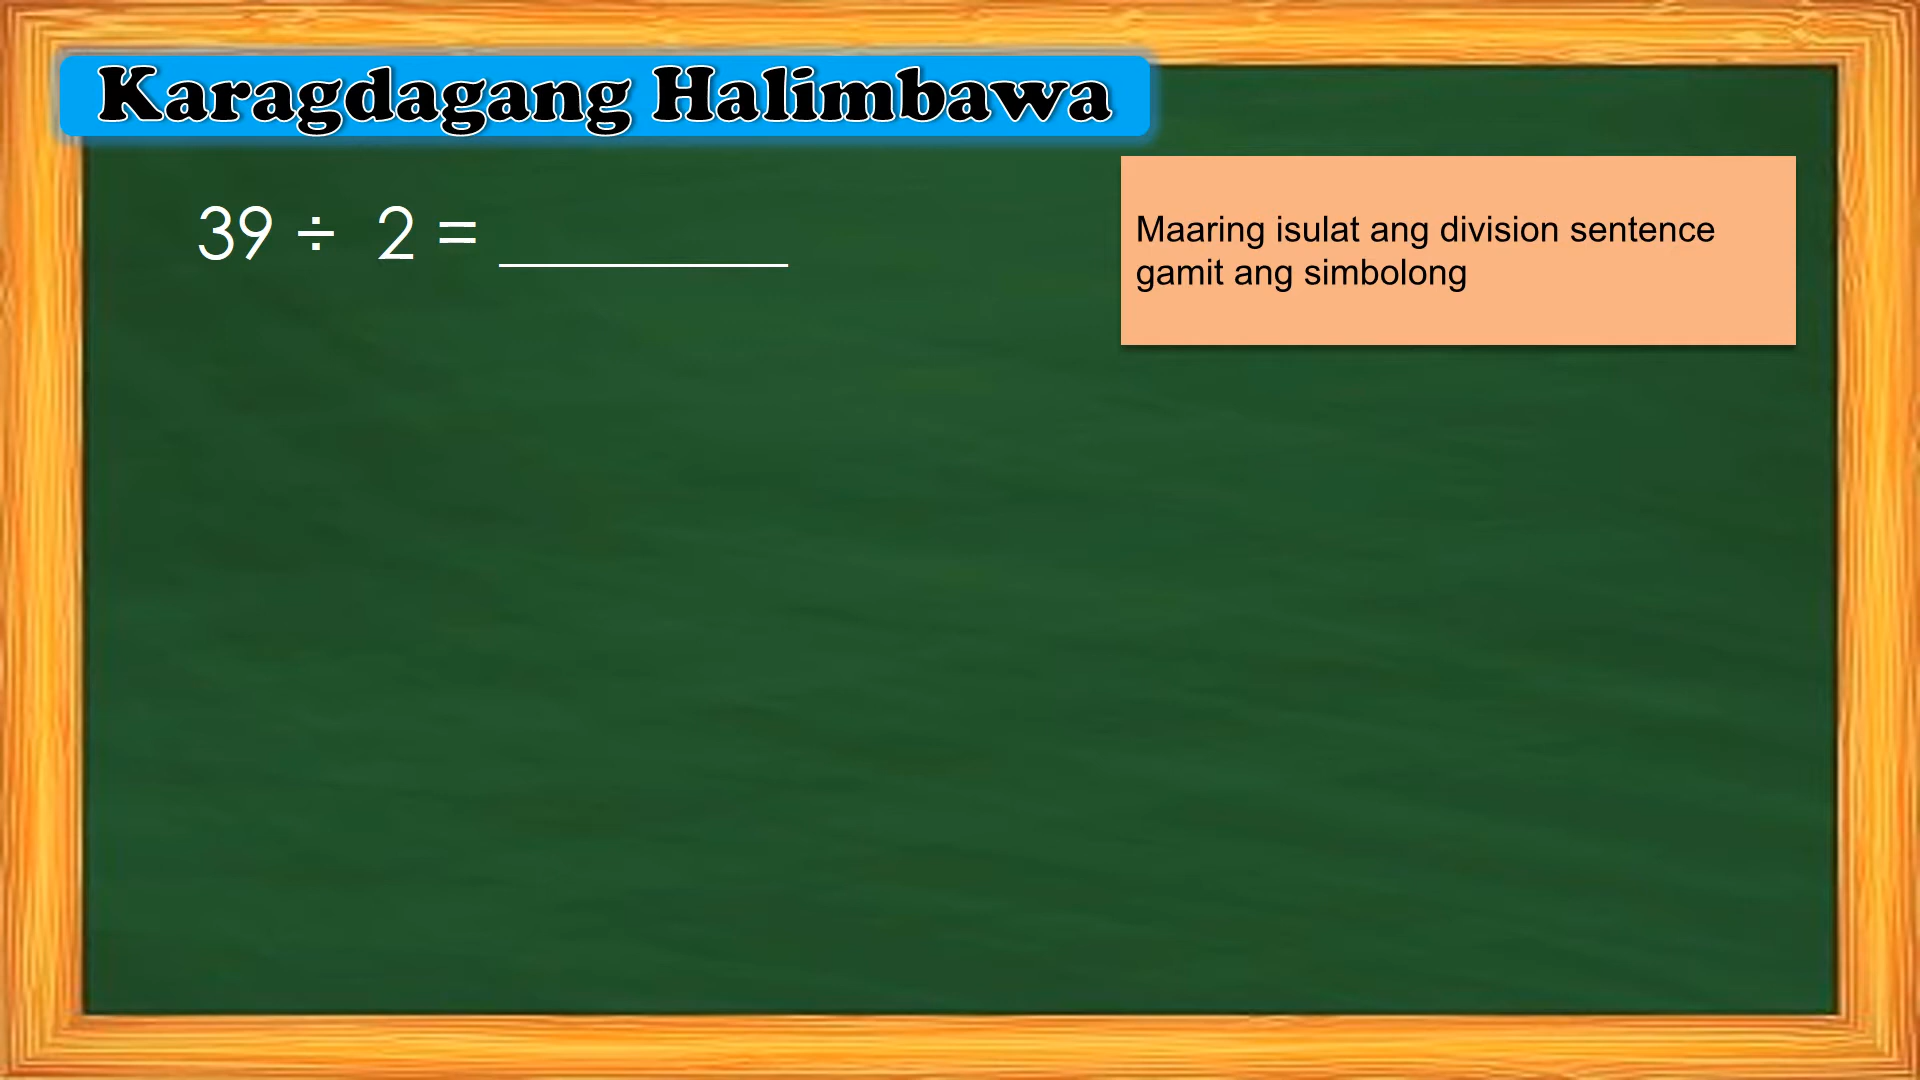 Karagdagang Halimbawa
39 ÷ 2 = ________
Maaring isulat ang division sentence
gamit ang simbolong